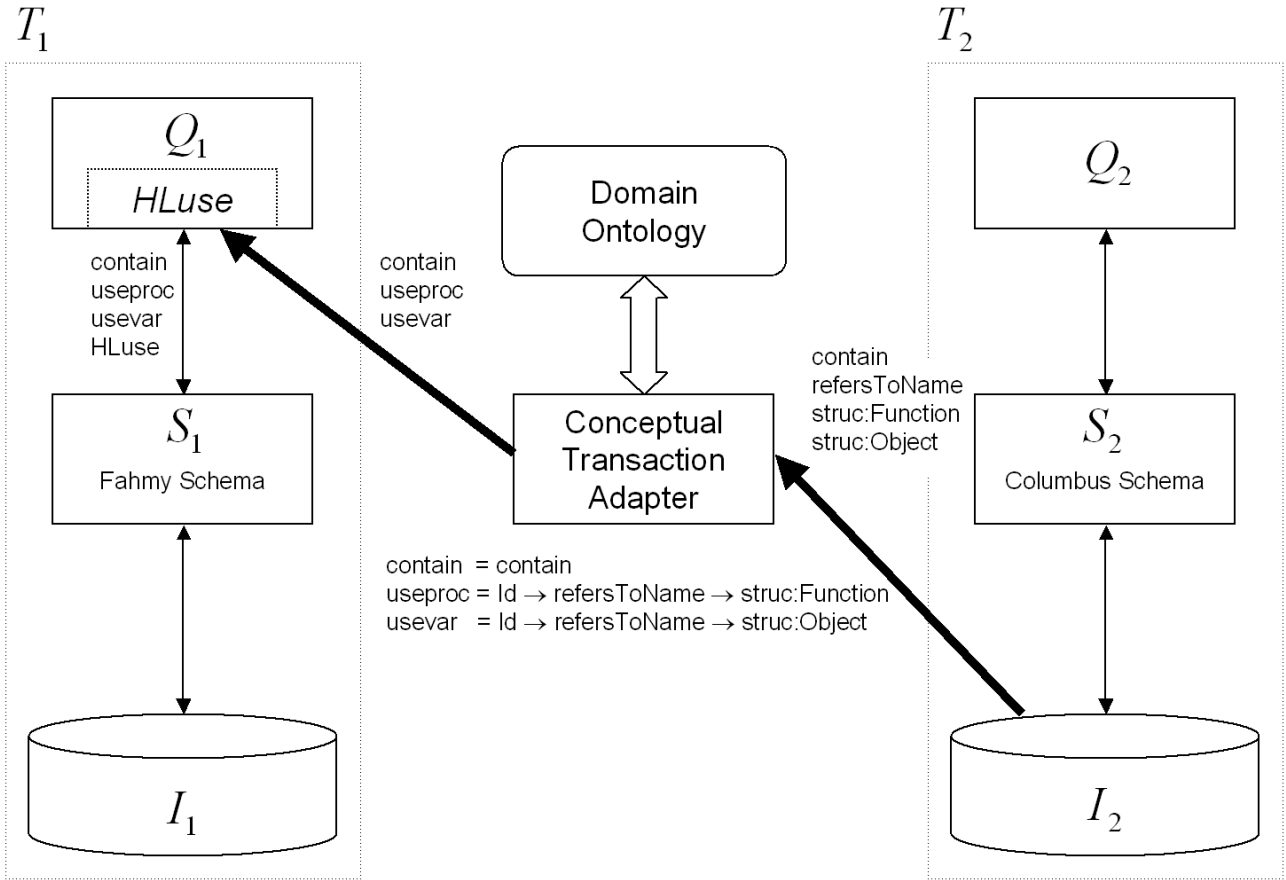 T1
T2
Q1
HLuse
contain
useproc
usevar
HLuse
S1
Fahmy Schema
I1
contain
useproc
usevar
Domain
Ontology
Conceptual
Transaction
Adapter
contain = contain
useproc = Id → refersToName → struc:Function
usevar = Id → refersToName → struc:Object
contain
refersToName
struc:Function
struc:Object
Q2
S2
Columbus Schema
I2